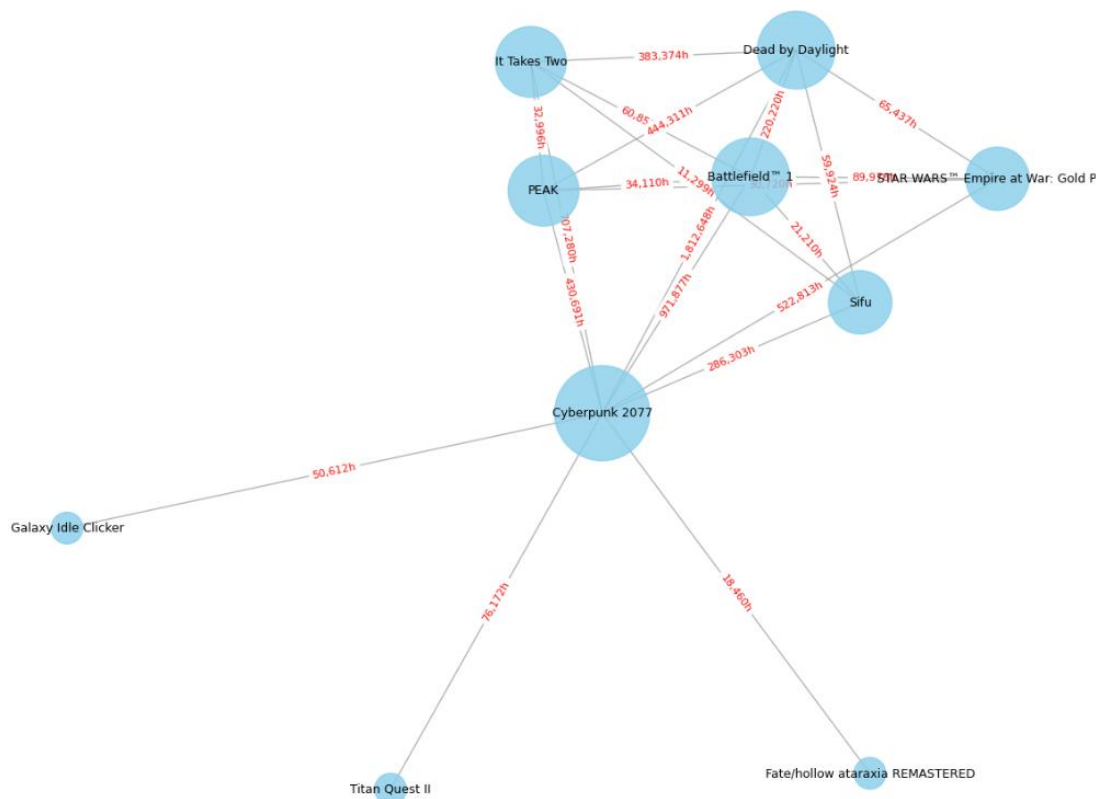 Dead by Daylight
It Takes Two
383,374h
32,996h
60,85
444,311h
220,220h
65,437h
Battlefield™ 1
STAR WARS™ Empire at War: Gold P
PEAK
34,110h
11,299h
59,924h
707,280h
1,812,648h
21,210h
430,691h
971,877h
522,813h
Sifu
286,303h
Cyberpunk 2077
50,612h
Galaxy Idle Clicker
76,172h
18,460h
Titan Quest II
Fate/hollow ataraxia REMASTERED